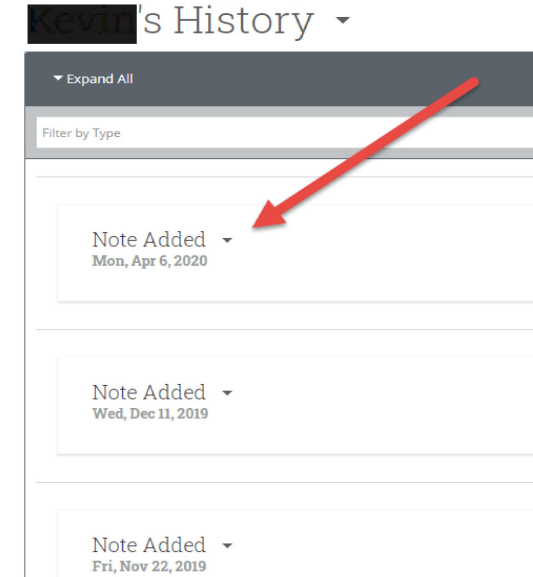 's History
Expand All
Filter by Type
Note Added
Mon, Apr 6, 2020
Note Added
Wed, Dec 11, 2019
Note Added
Fri, Nov 22, 2019